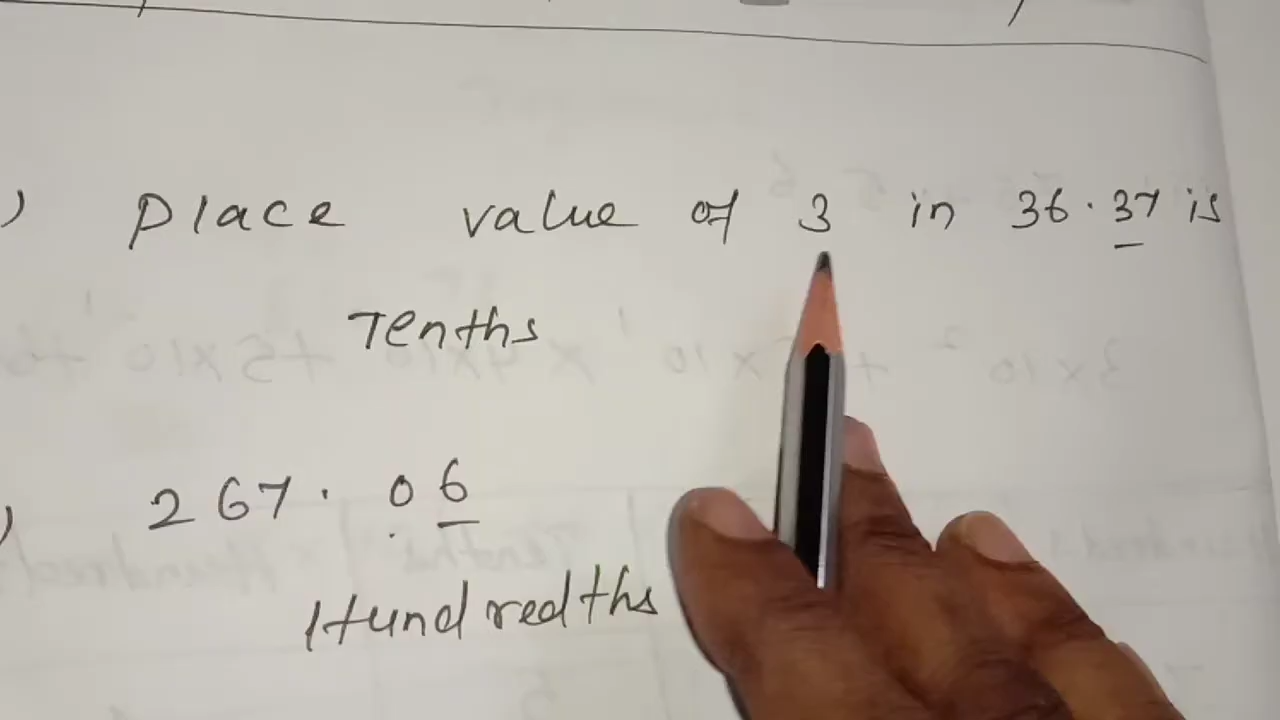 ) Place value of 3 in 36.37 is
Tenths
) 267.06
Hundredths